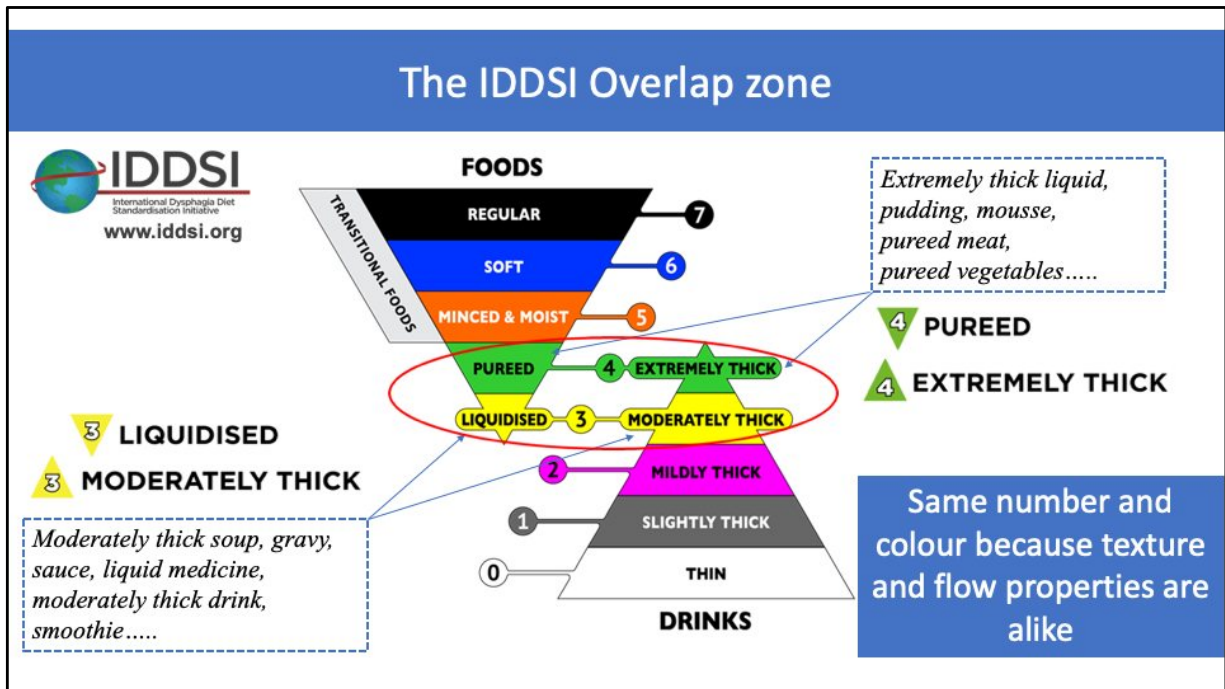 The IDDSI Overlap zone
IDDSI
International Dysphagia Diet
Standardisation Initiative
www.iddsi.org
FOODS
TRANSITIONAL FOODS
REGULAR
7
SOFT
6
MINCED & MOIST
5
PUREED
4
EXTREMELY THICK
LIQUIDISED
3
MODERATELY THICK
2
MILDLY THICK
1
SLIGHTLY THICK
0
THIN
DRINKS
Extremely thick liquid,
pudding, mousse,
pureed meat,
pureed vegetables…..
4 PUREED
4 EXTREMELY THICK
3 LIQUIDISED
3 MODERATELY THICK
Moderately thick soup, gravy,
sauce, liquid medicine,
moderately thick drink,
smoothie…..
Same number and
colour because texture
and flow properties are
alike